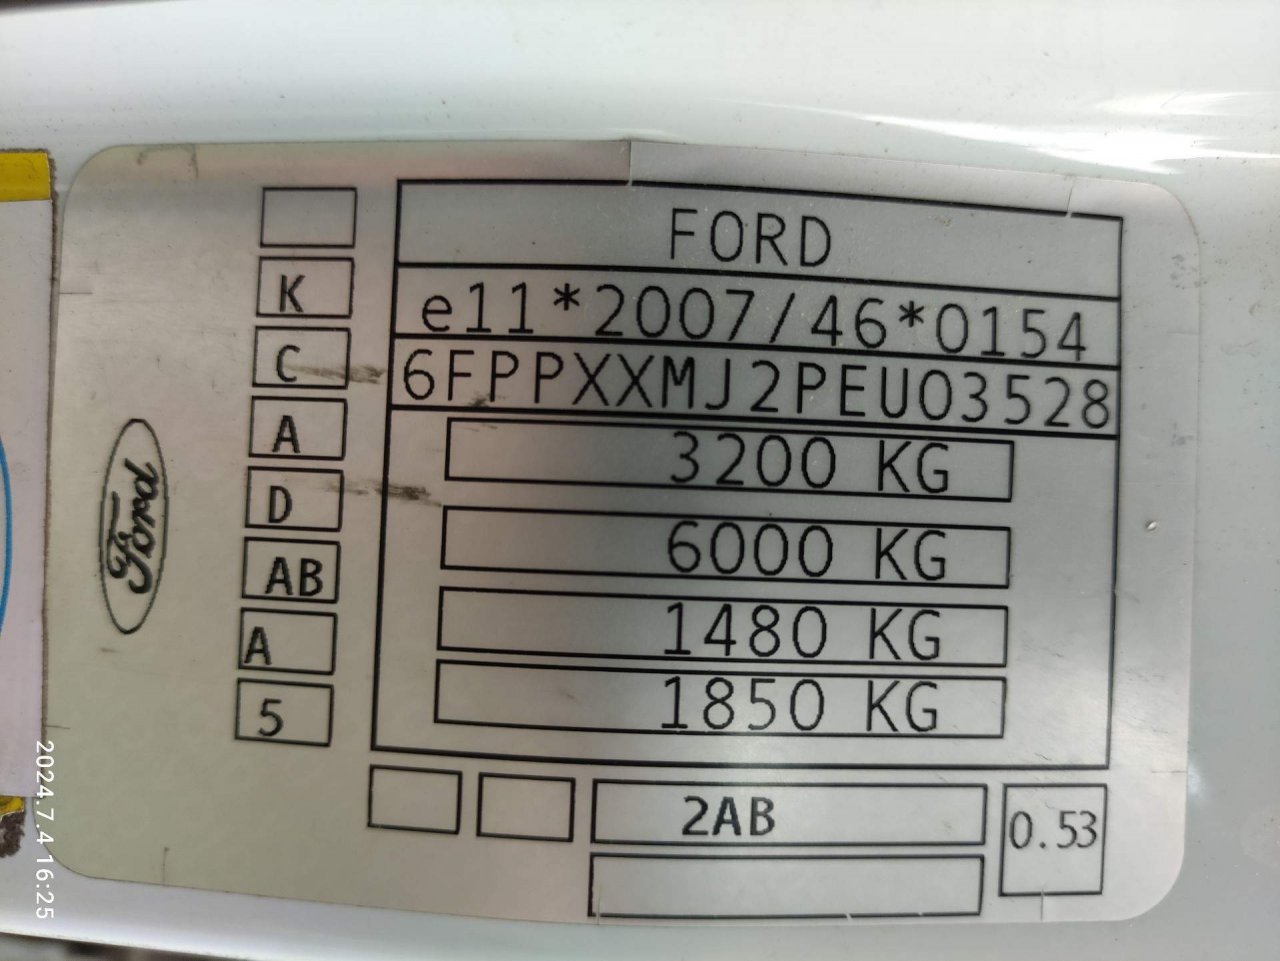 FORD
e11*2007/46*0154
6FPPXXMJ2PEU03528
3200 KG
6000 KG
1480 KG
1850 KG
K
C
A
D
AB
A
5
2AB
0.53
Ford
2024.7.4 16:25